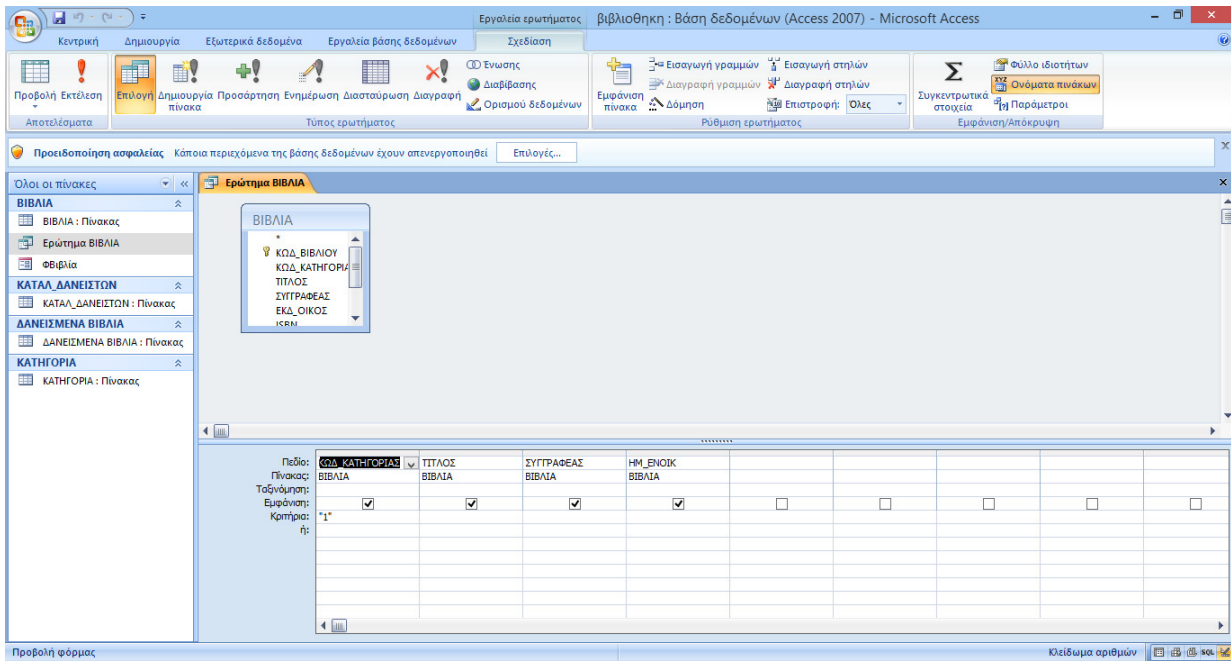 Εργαλεία ερωτήματος βιβλιοθηκη : Βάση δεδομένων (Access 2007) - Microsoft Access
Κεντρική Δημιουργία Εξωτερικά δεδομένα Εργαλεία βάσης δεδομένων Σχεδίαση
Προβολή Εκτέλεση Επιλογή Δημιουργία πίνακα Προσάρτηση Ενημέρωση Διασταύρωση Διαγραφή
Ένωσης
Διαβίβασης
Ορισμού δεδομένων
Εμφάνιση πίνακα
Εισαγωγή γραμμών Εισαγωγή στηλών
Διαγραφή γραμμών Διαγραφή στηλών
Δόμηση Επιστροφή: Όλες
Συγκεντρωτικά στοιχεία
Φύλλο ιδιοτήτων
Ονόματα πινάκων
Παράμετροι
Αποτελέσματα Τύπος ερωτήματος Ρύθμιση ερωτήματος Εμφάνιση/Απόκρυψη
Προειδοποίηση ασφαλείας Κάποια περιεχόμενα της βάσης δεδομένων έχουν απενεργοποιηθεί Επιλογές...
Όλοι οι πίνακες
ΒΙΒΛΙΑ
ΒΙΒΛΙΑ : Πίνακας
Ερώτημα ΒΙΒΛΙΑ
ΦΒιβλία
ΚΑΤΑΛ_ΔΑΝΕΙΣΤΩΝ
ΚΑΤΑΛ_ΔΑΝΕΙΣΤΩΝ : Πίνακας
ΔΑΝΕΙΣΜΕΝΑ ΒΙΒΛΙΑ
ΔΑΝΕΙΣΜΕΝΑ ΒΙΒΛΙΑ : Πίνακας
ΚΑΤΗΓΟΡΙΑ
ΚΑΤΗΓΟΡΙΑ : Πίνακας
Ερώτημα ΒΙΒΛΙΑ
ΒΙΒΛΙΑ
*
ΚΩΔ_ΒΙΒΛΙΟΥ
ΚΩΔ_ΚΑΤΗΓΟΡΙΑ
ΤΙΤΛΟΣ
ΣΥΓΓΡΑΦΕΑΣ
ΕΚΔ_ΟΙΚΟΣ
ISBN
Πεδίο: ΚΩΔ_ΚΑΤΗΓΟΡΙΑΣ ΤΙΤΛΟΣ ΣΥΓΓΡΑΦΕΑΣ ΗΜ_ΕΝΟΙΚ
Πίνακας: ΒΙΒΛΙΑ ΒΙΒΛΙΑ ΒΙΒΛΙΑ ΒΙΒΛΙΑ
Ταξινόμηση:
Εμφάνιση:
Κριτήρια: "1"
ή:
Προβολή φόρμας Κλείδωμα αριθμών SQL